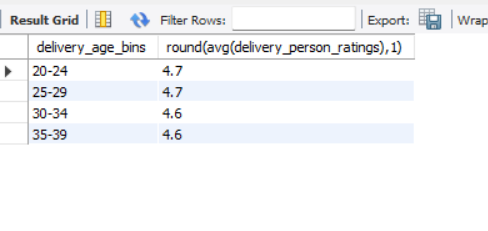 Result Grid Filter Rows: Export: Wrap
delivery_age_bins round(avg(delivery_person_ratings),1)
20-24 4.7
25-29 4.7
30-34 4.6
35-39 4.6